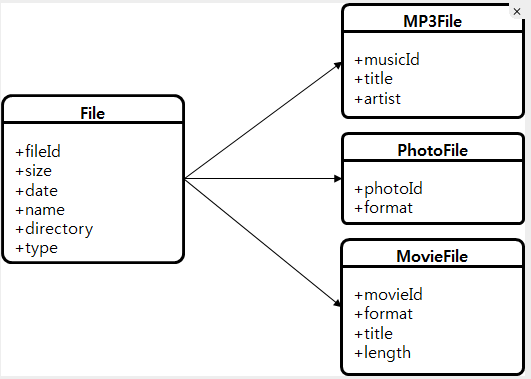 File
+fileId
+size
+date
+name
+directory
+type
MP3File
+musicId
+title
+artist
PhotoFile
+photoId
+format
MovieFile
+movieId
+format
+title
+length